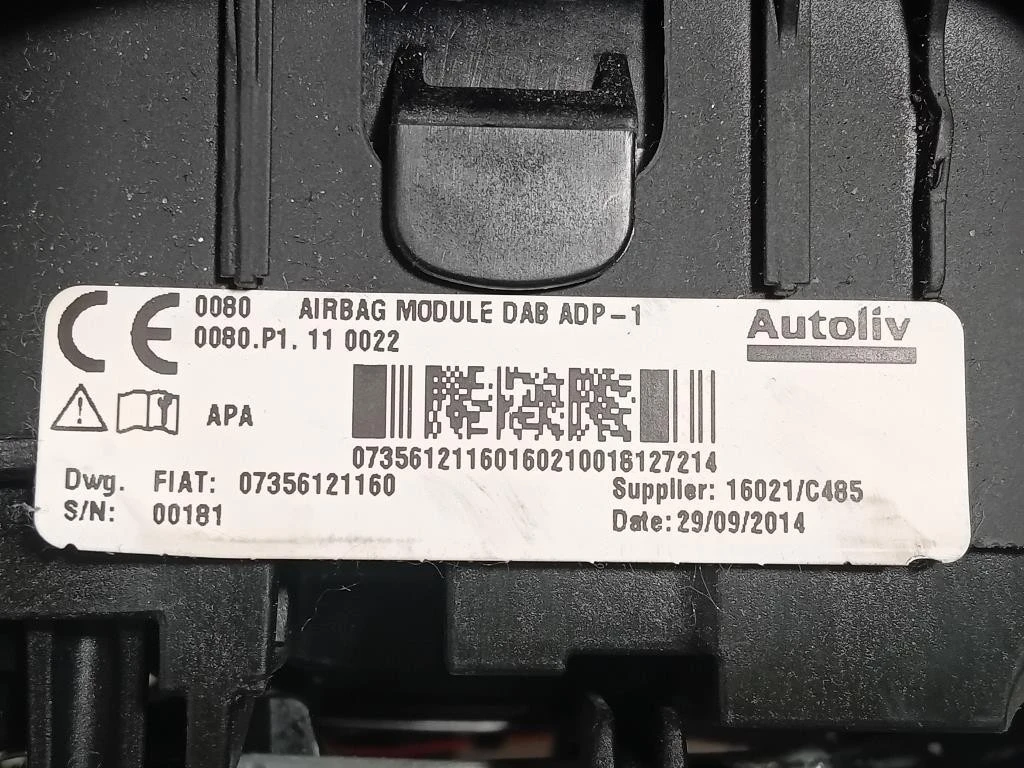 CE 0080 AIRBAG MODULE DAB ADP-1
0080.P1. 11 0022
Autoliv
APA
07356121160160210018127214
Dwg. FIAT: 07356121160
Supplier: 16021/C485
S/N: 00181
Date: 29/09/2014